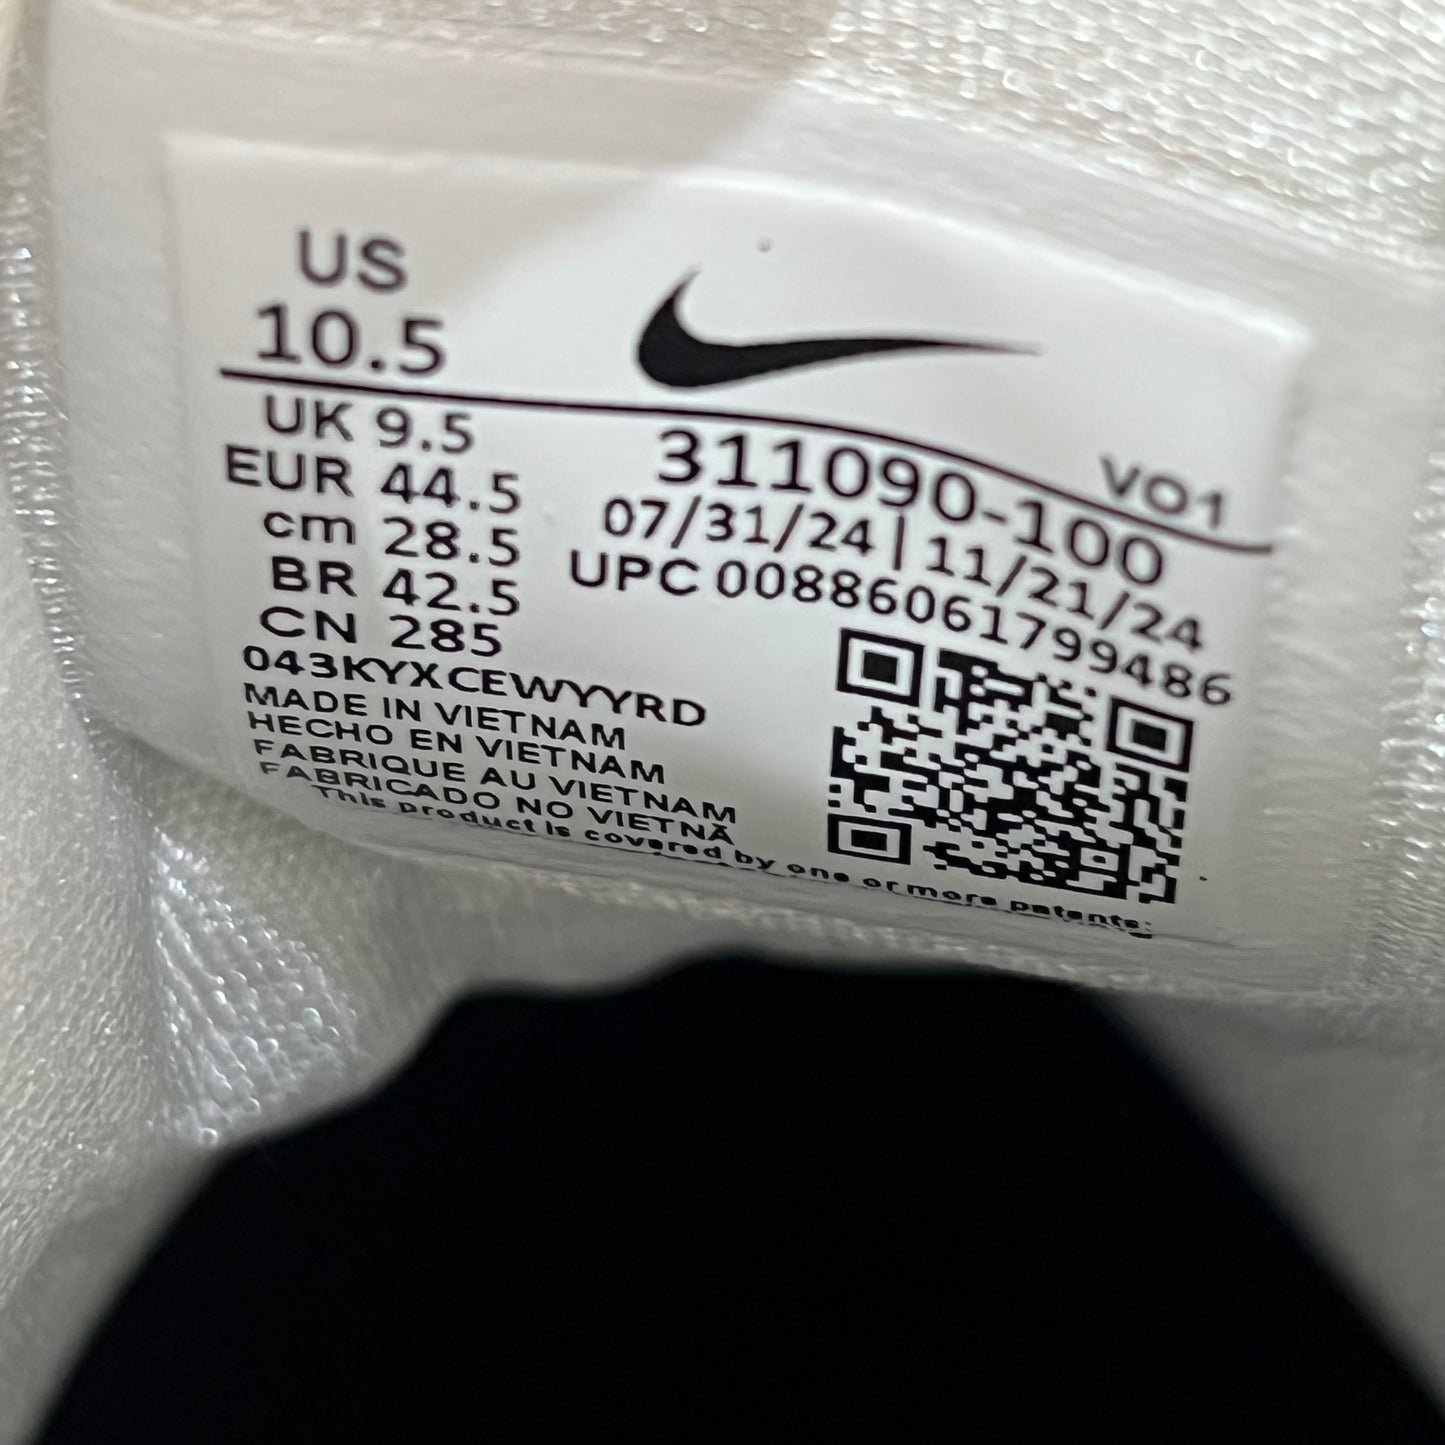 US
10.5
UK 9.5
EUR 44.5
cm 28.5
BR 42.5
CN 285
311090-100 VO1
07/31/24 | 11/21/24
UPC 00886061799486
043KYXCEWYYRD
MADE IN VIETNAM
HECHO EN VIETNAM
FABRIQUE AU VIETNAM
FABRICADO NO VIETNÃ
This product is covered by one or more patents: